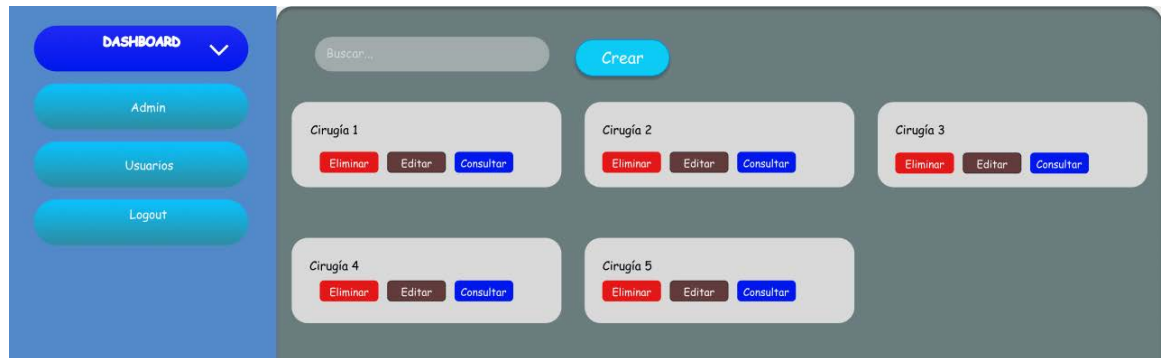 DASHBOARD
Admin
Usuarios
Logout
Buscar...
Crear
Cirugía 1
Eliminar Editar Consultar
Cirugía 2
Eliminar Editar Consultar
Cirugía 3
Eliminar Editar Consultar
Cirugía 4
Eliminar Editar Consultar
Cirugía 5
Eliminar Editar Consultar